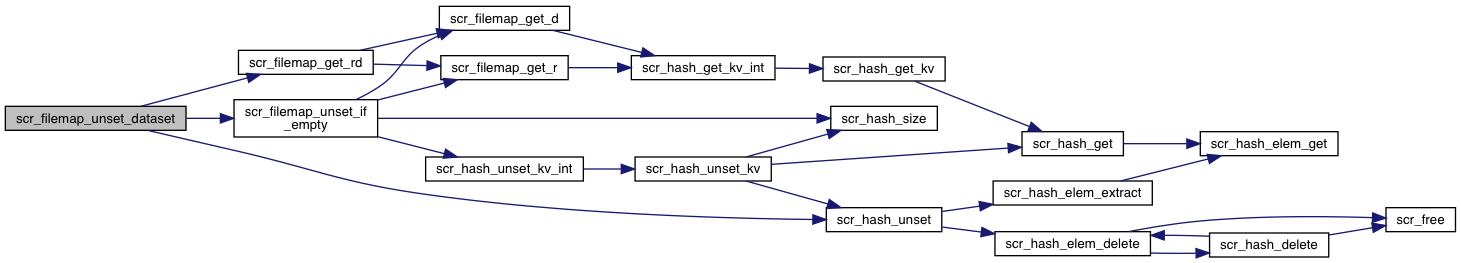 scr_filemap_unset_dataset
scr_filemap_get_rd
scr_filemap_unset_if
_empty
scr_filemap_get_d
scr_filemap_get_r
scr_hash_unset_kv_int
scr_hash_get_kv_int
scr_hash_unset_kv
scr_hash_get_kv
scr_hash_size
scr_hash_unset
scr_hash_get
scr_hash_elem_extract
scr_hash_elem_delete
scr_hash_elem_get
scr_hash_delete
scr_free